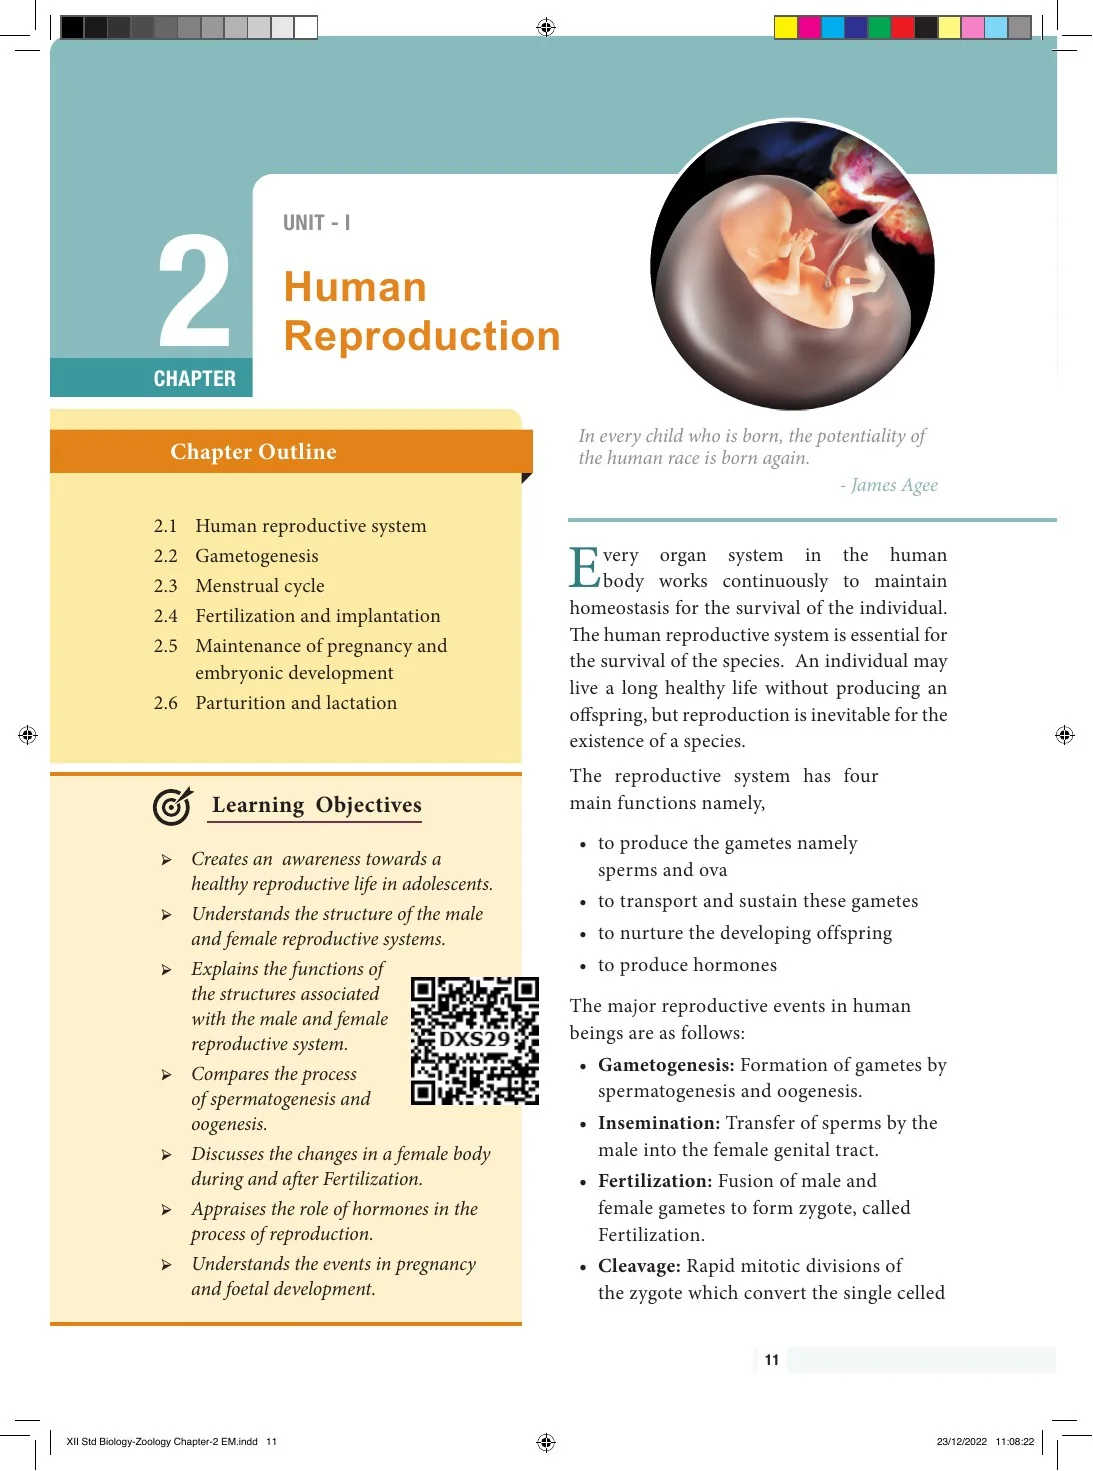 UNIT - I
2
CHAPTER
Human
Reproduction
In every child who is born, the potentiality of
the human race is born again.
- James Agee
Chapter Outline
2.1 Human reproductive system
2.2 Gametogenesis
2.3 Menstrual cycle
2.4 Fertilization and implantation
2.5 Maintenance of pregnancy and
embryonic development
2.6 Parturition and lactation
Learning Objectives
➢ Creates an awareness towards a
healthy reproductive life in adolescents.
➢ Understands the structure of the male
and female reproductive systems.
➢ Explains the functions of
the structures associated
with the male and female
reproductive system.
➢ Compares the process
of spermatogenesis and
oogenesis.
➢ Discusses the changes in a female body
during and after Fertilization.
➢ Appraises the role of hormones in the
process of reproduction.
➢ Understands the events in pregnancy
and foetal development.
DXS29
Every organ system in the human
body works continuously to maintain
homeostasis for the survival of the individual.
The human reproductive system is essential for
the survival of the species. An individual may
live a long healthy life without producing an
offspring, but reproduction is inevitable for the
existence of a species.
The reproductive system has four
main functions namely,
• to produce the gametes namely
sperms and ova
• to transport and sustain these gametes
• to nurture the developing offspring
• to produce hormones
The major reproductive events in human
beings are as follows:
• Gametogenesis: Formation of gametes by
spermatogenesis and oogenesis.
• Insemination: Transfer of sperms by the
male into the female genital tract.
• Fertilization: Fusion of male and
female gametes to form zygote, called
Fertilization.
• Cleavage: Rapid mitotic divisions of
the zygote which convert the single celled
11
XII Std Biology-Zoology Chapter-2 EM.indd 11
23/12/2022 11:08:22